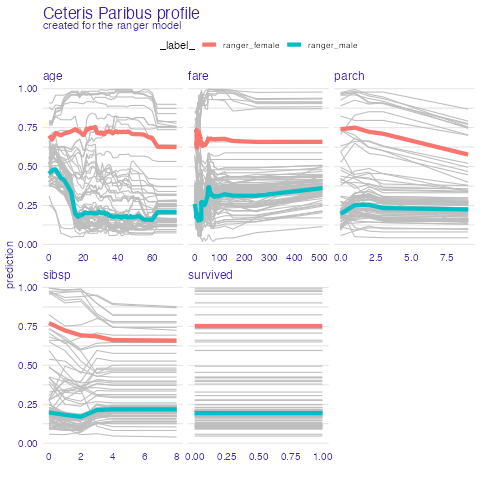 Ceteris Paribus profile
created for the ranger model
_label_ ranger_female ranger_male
age fare parch
1.00
0.75
0.50
0.25
0.00
0 20 40 60 0 100 200 300 400 500 0.0 2.5 5.0 7.5
prediction
sibsp survived
1.00
0.75
0.50
0.25
0.00
0 2 4 6 8 0.00 0.25 0.50 0.75 1.00